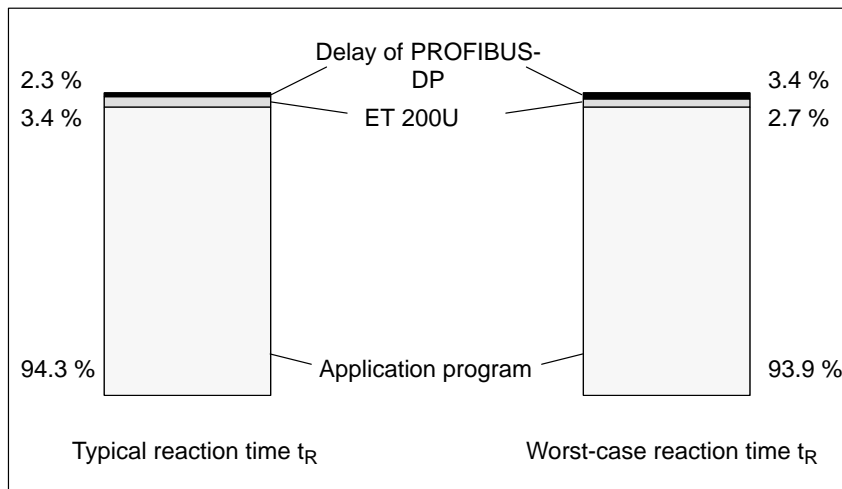 Delay of PROFIBUS-
DP
2.3 %
3.4 %
3.4 %
ET 200U
2.7 %
94.3 %
Application program
93.9 %
Typical reaction time tR
Worst-case reaction time tR